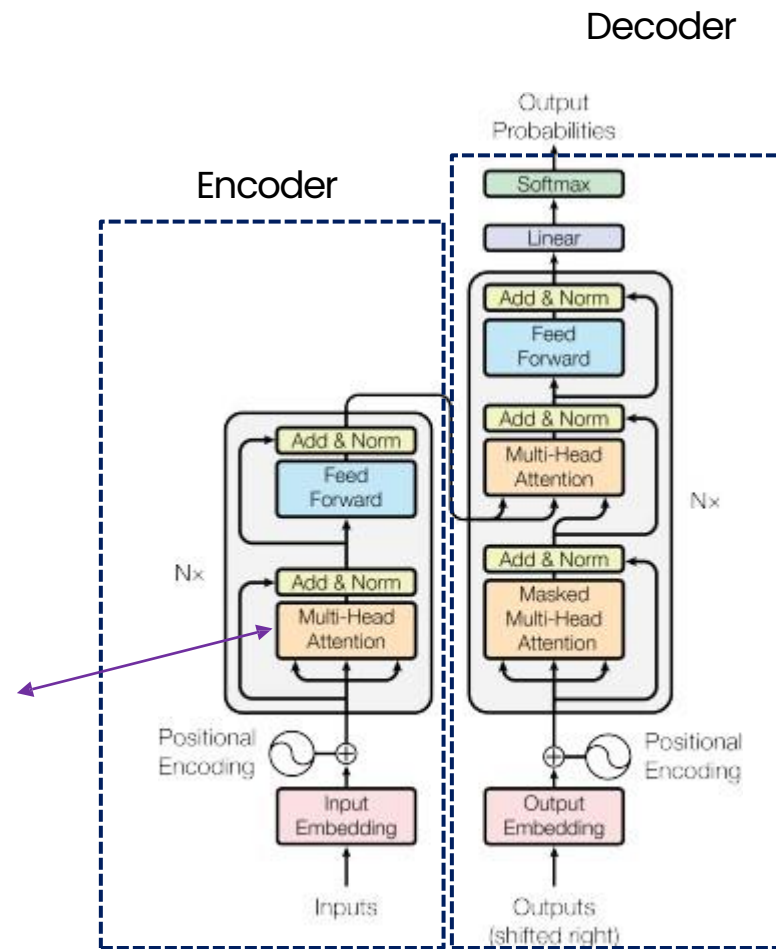 Decoder
Output
Probabilities
Softmax
Linear
Add & Norm
Feed
Forward
Add & Norm
Multi-Head
Attention
Nx
Add & Norm
Masked
Multi-Head
Attention
Positional
Encoding
Output
Embedding
Outputs
(shifted right)
Encoder
Add & Norm
Feed
Forward
Nx
Add & Norm
Multi-Head
Attention
Positional
Encoding
Input
Embedding
Inputs